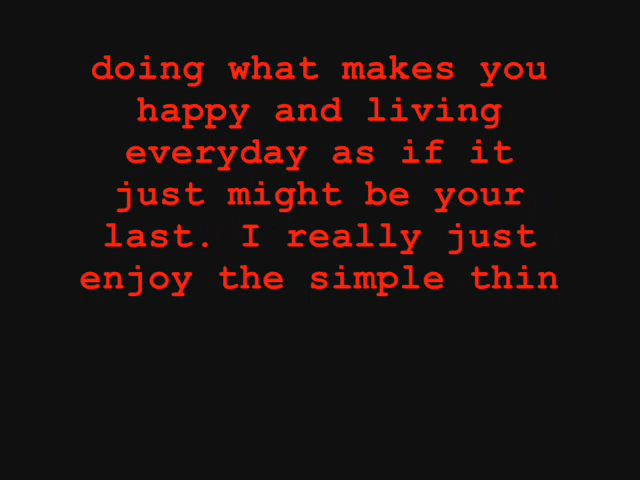 doing what makes you
happy and living
everyday as if it
just might be your
last. I really just
enjoy the simple thin